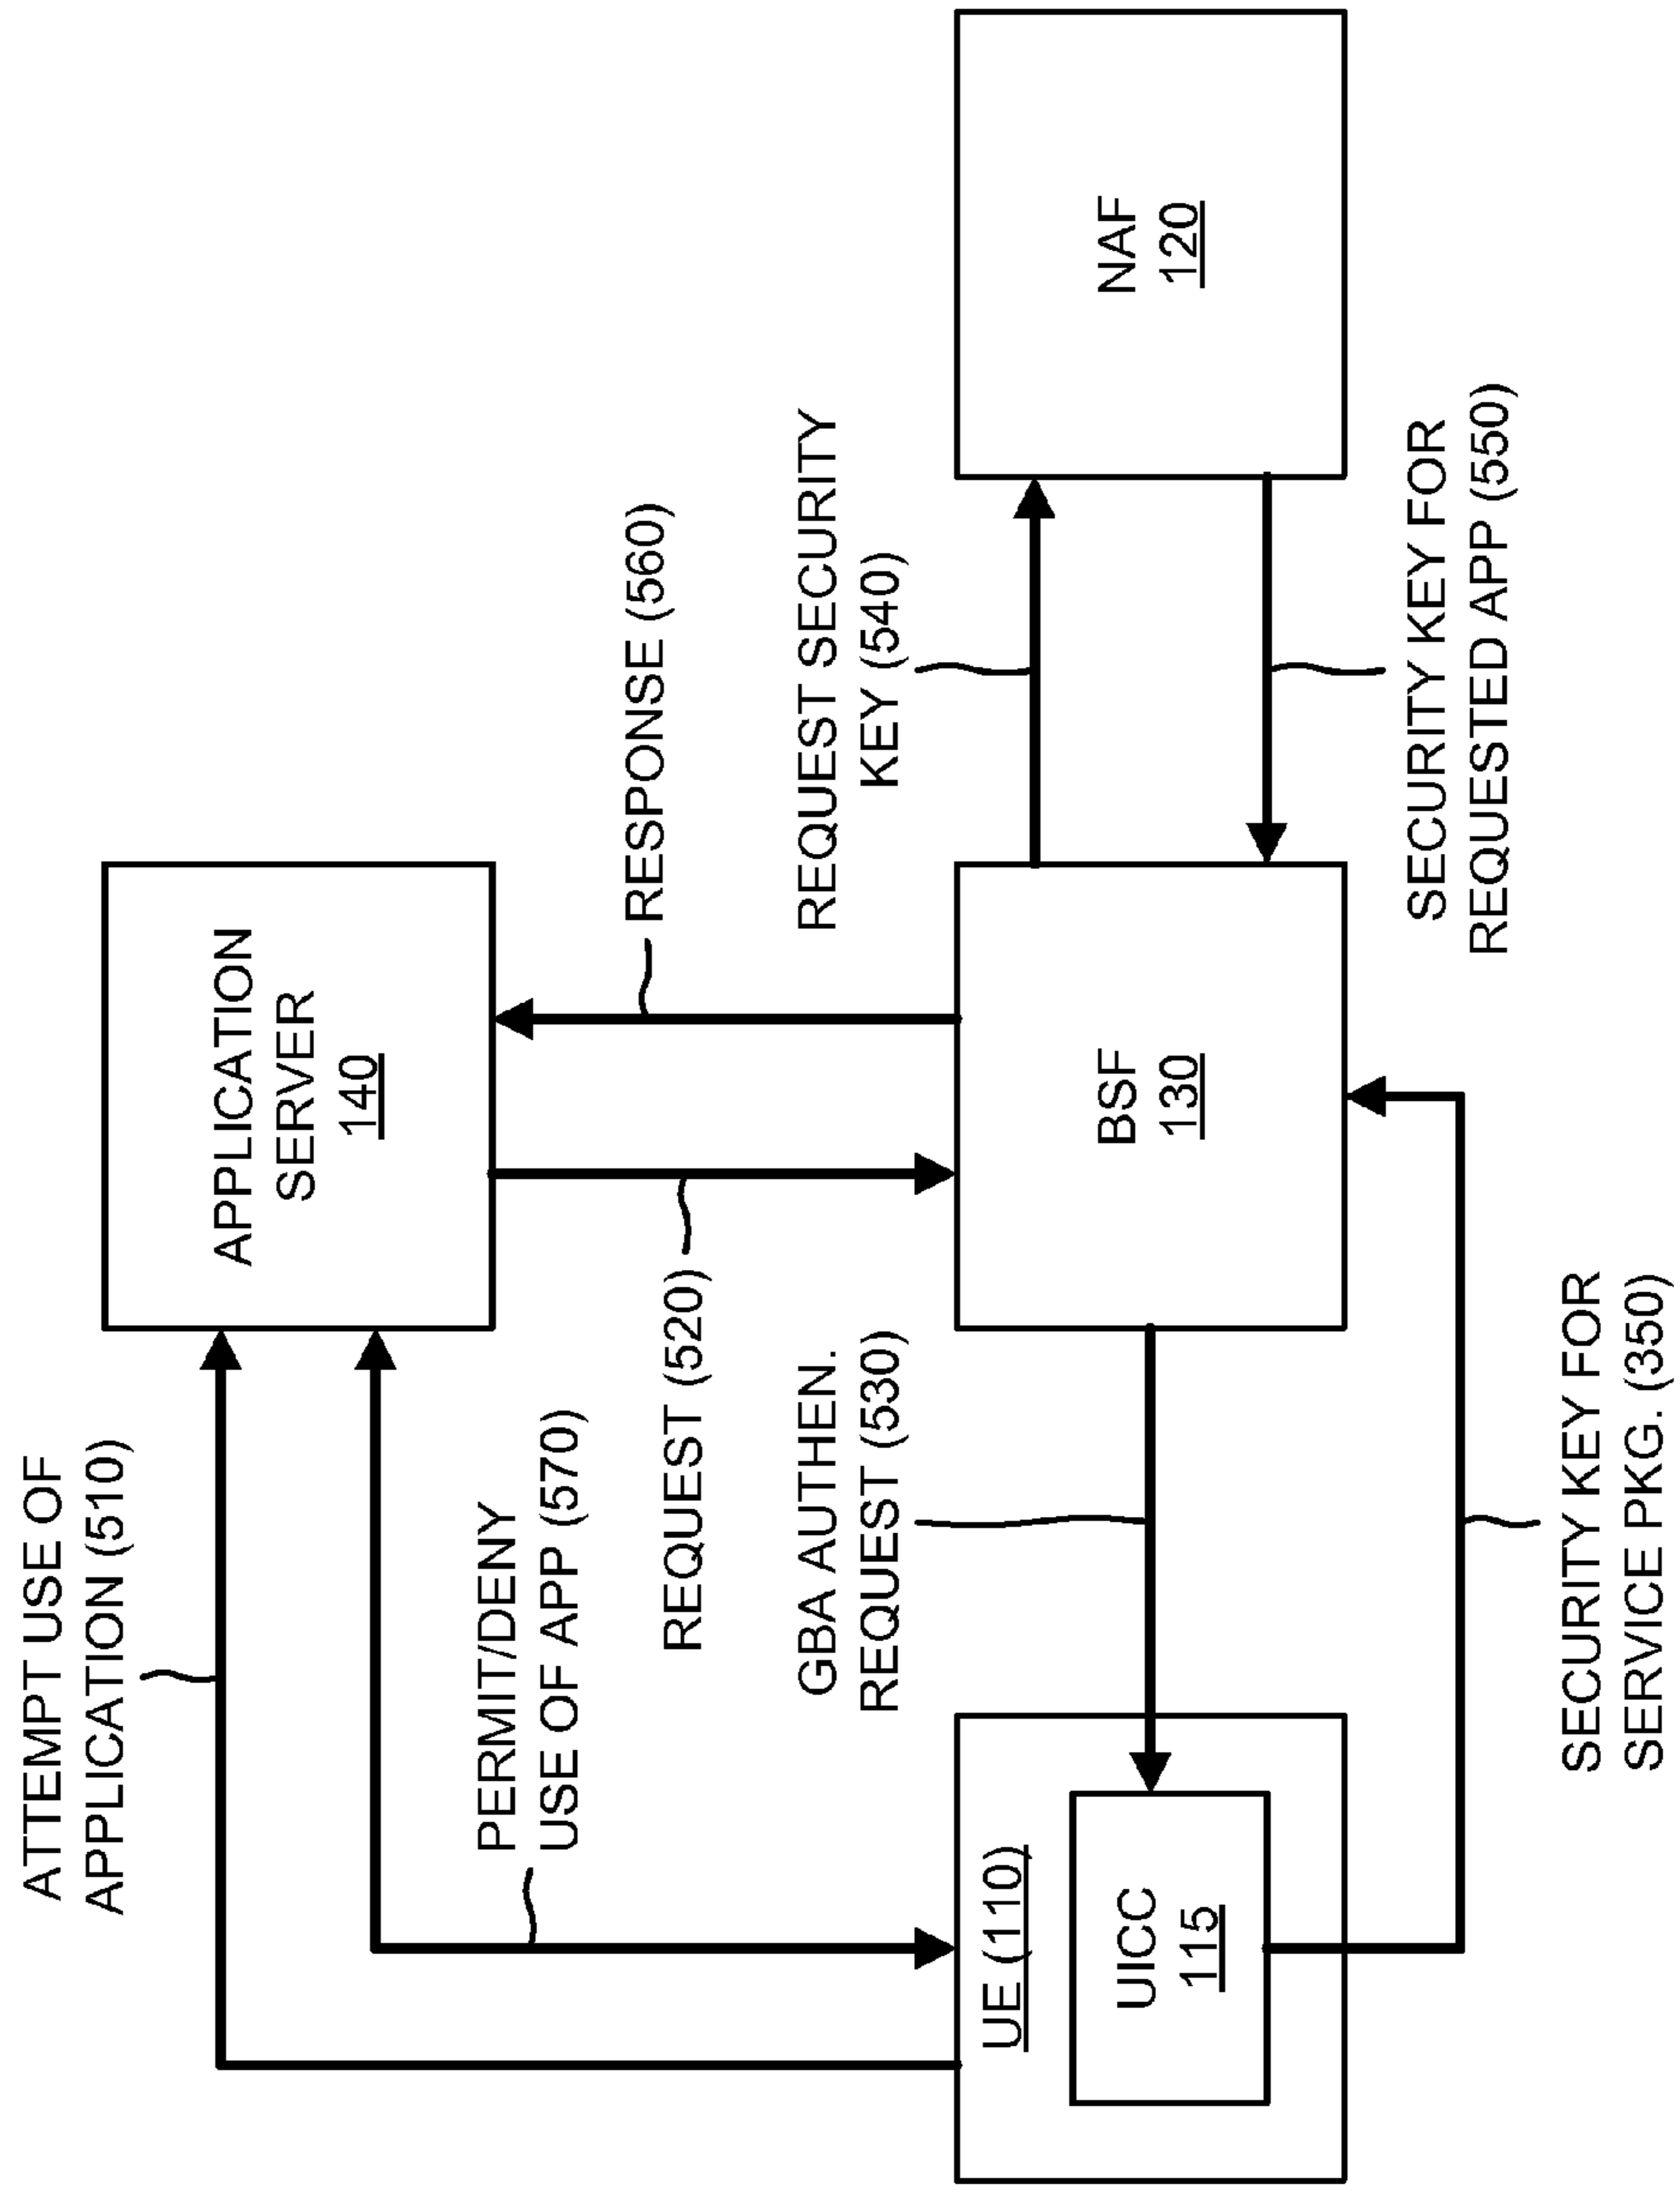 ATTEMPT USE OF
APPLICATION (510)
PERMIT/DENY
USE OF APP (570)
APPLICATION
SERVER
140
REQUEST (520)
RESPONSE (560)
GBA AUTHEN.
REQUEST (530)
REQUEST SECURITY
KEY (540)
UE (110)
UICC
115
BSF
130
NAF
120
SECURITY KEY FOR
SERVICE PKG. (350)
SECURITY KEY FOR
REQUESTED APP (550)